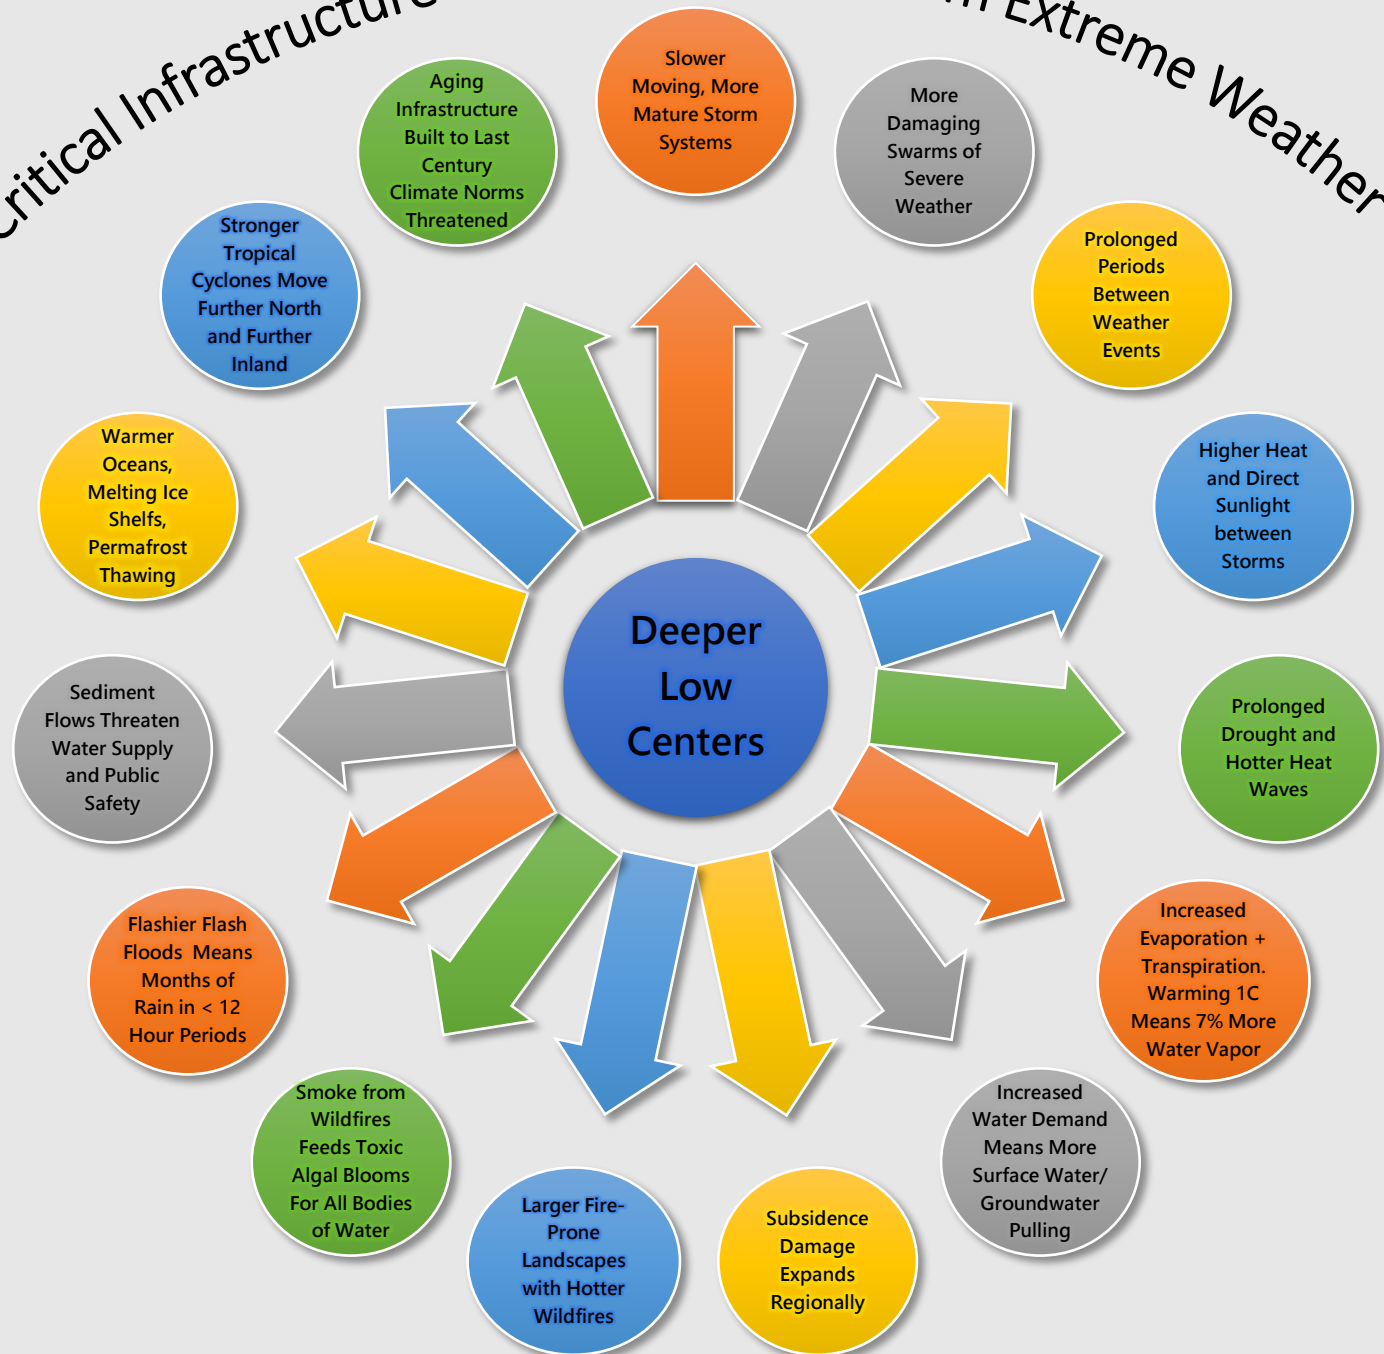 Critical Infrastructure
Extreme Weather
Slower
Moving, More
Mature Storm
Systems
More
Damaging
Swarms of
Severe
Weather
Prolonged
Periods
Between
Weather
Events
Higher Heat
and Direct
Sunlight
between
Storms
Prolonged
Drought and
Hotter Heat
Waves
Increased
Evaporation +
Transpiration.
Warming 1C
Means 7% More
Water Vapor
Increased
Water Demand
Means More
Surface Water/
Groundwater
Pulling
Subsidence
Damage
Expands
Regionally
Larger Fire-
Prone
Landscapes
with Hotter
Wildfires
Smoke from
Wildfires
Feeds Toxic
Algal Blooms
For All Bodies
of Water
Flashier Flash
Floods Means
Months of
Rain in < 12
Hour Periods
Sediment
Flows Threaten
Water Supply
and Public
Safety
Warmer
Oceans,
Melting Ice
Shelfs,
Permafrost
Thawing
Stronger
Tropical
Cyclones Move
Further North
and Further
Inland
Aging
Infrastructure
Built to Last
Century
Climate Norms
Threatened
Deeper
Low
Centers